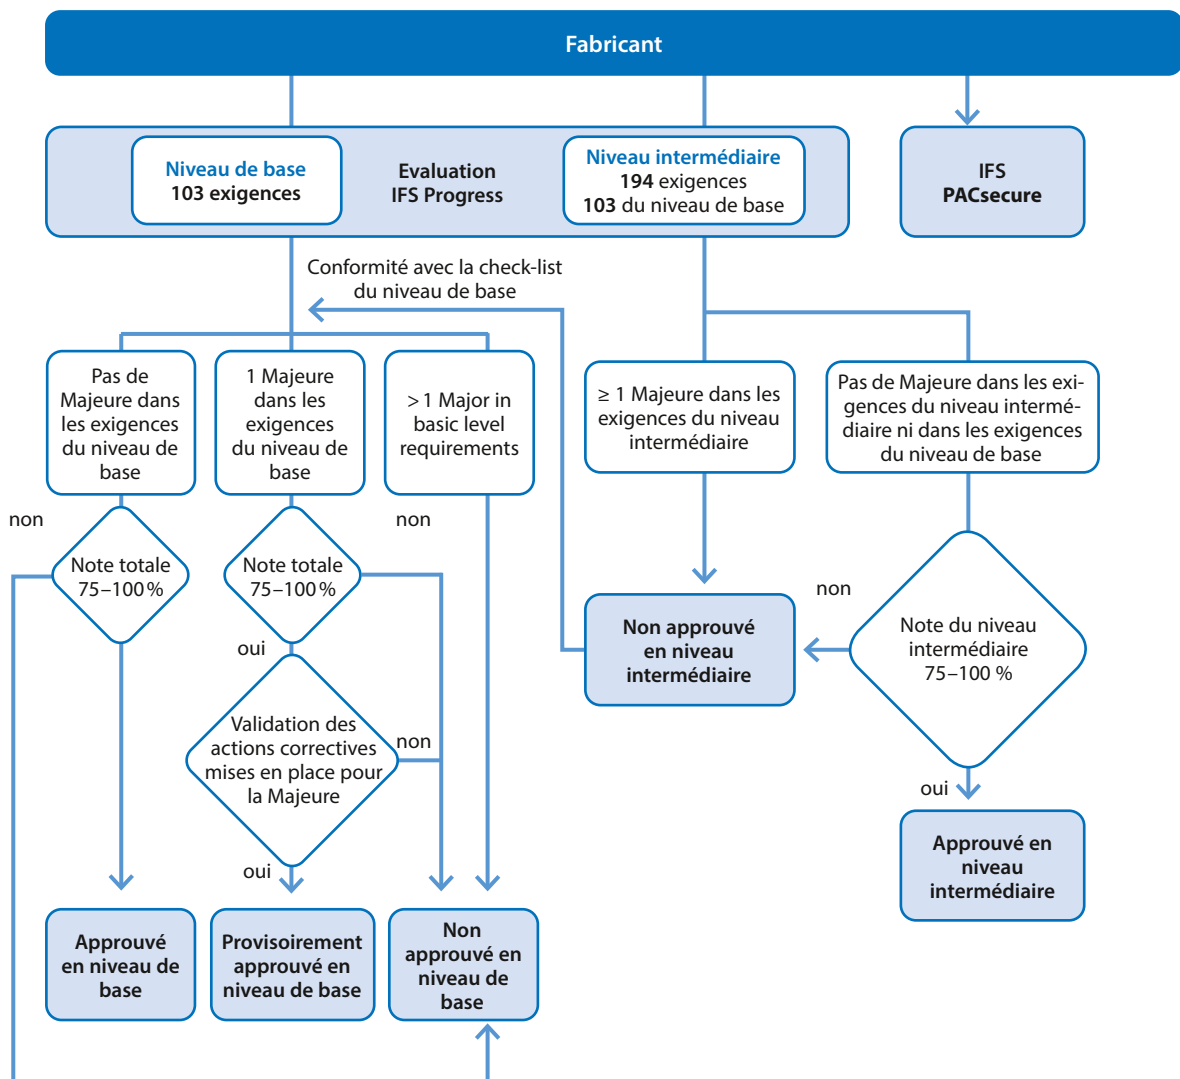 Fabricant
Niveau de base
103 exigences
Evaluation
IFS Progress
Niveau intermédiaire
194 exigences
103 du niveau de base
IFS
PACsecure
Conformité avec la check-list
du niveau de base
Pas de
Majeure dans
les exigences
du niveau de
base
1 Majeure
dans les
exigences
du niveau de
base
> 1 Major in
basic level
requirements
≥ 1 Majeure dans les
exigences du niveau
intermédiaire
Pas de Majeure dans les exi-
gences du niveau intermé-
diaire ni dans les exigences
du niveau de base
non
Note totale
75–100 %
Note totale
75–100 %
non
oui
Non approuvé
en niveau
intermédiaire
non
Note du niveau
intermédiaire
75–100 %
Validation des
actions correctives
mises en place pour
la Majeure
non
oui
oui
Approuvé en
niveau
intermédiaire
Approuvé
en niveau de
base
Provisoirement
approuvé en
niveau de base
Non
approuvé en
niveau de
base